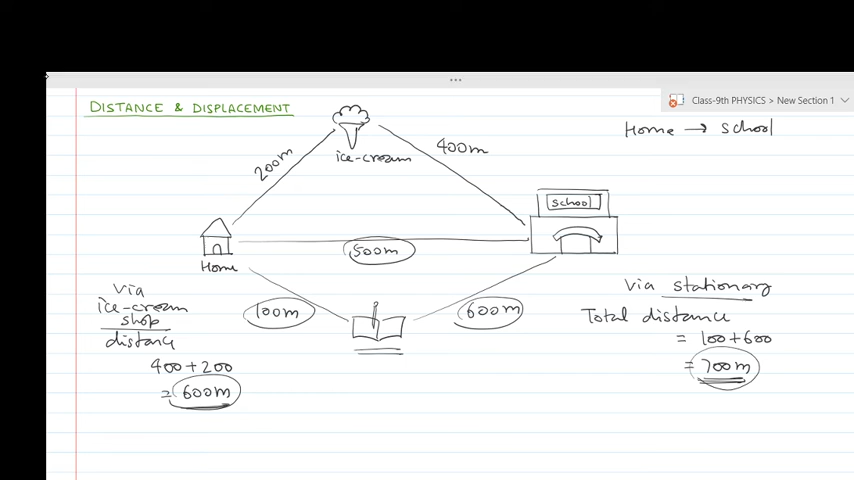 DISTANCE & DISPLACEMENT
Class-9th PHYSICS > New Section 1
Home → School
200m
400m
ice-cream
School
500m
Home
100m
600m
via
ice-cream
shop
distance
400+200
= 600m
via stationary
Total distance
= 100+600
= 700m